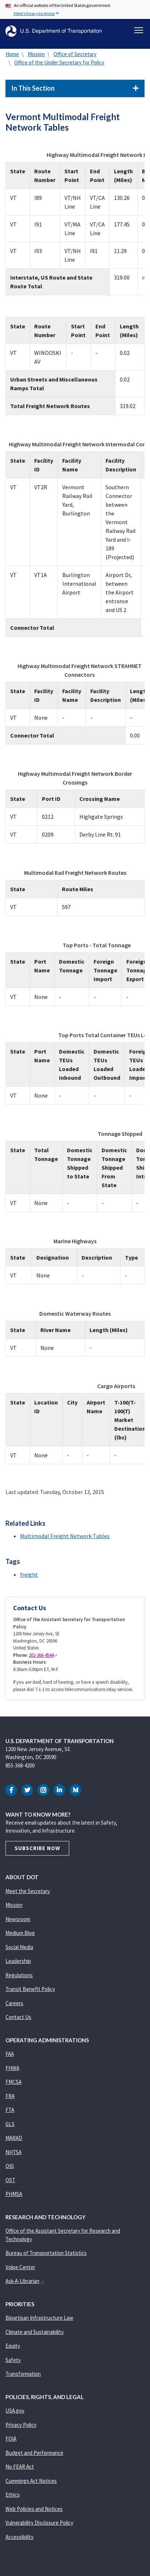 An official website of the United States government
Here's how you know
U.S. Department of Transportation
Home \ Mission \ Office of Secretary
\ Office of the Under Secretary for Policy
In This Section +
Vermont Multimodal Freight
Network Tables
Highway Multimodal Freight Network
State Route Number Start Point End Point Length (Miles)
VT I89 VT/NH Line VT/CA Line 130.26
VT I91 VT/MA Line VT/CA Line 177.45
VT I93 VT/NH Line I91 11.29
Interstate, US Route and State Route Total 319.00
State Route Number Start Point End Point Length (Miles)
VT WINOOSKI AV - - 0.02
Urban Streets and Miscellaneous Ramps Total 0.02
Total Freight Network Routes 319.02
Highway Multimodal Freight Network Intermodal
State Facility ID Facility Name Facility Description
VT VT2R Vermont Railway Rail Yard, Burlington Southern Connector between the Vermont Railway Rail Yard and I-189 (Projected)
VT VT1A Burlington International Airport Airport Dr, between the Airport entrance and US 2
Connector Total
Highway Multimodal Freight Network STRAHNET
Connectors
State Facility ID Facility Name Facility Description
VT None - -
Connector Total 0.00
Highway Multimodal Freight Network Border
Crossings
State Port ID Crossing Name
VT 0212 Highgate Springs
VT 0209 Derby Line Rt. 91
Multimodal Rail Freight Network Routes
State Route Miles
VT 597
Top Ports - Total Tonnage
State Port Name Domestic Tonnage Foreign Tonnage Import Foreign Tonnage Export
VT None - - -
Top Ports Total Container TEUs
State Port Name Domestic TEUs Loaded Inbound Domestic TEUs Loaded Outbound
VT None - - -
Tonnage Shipped
State Total Tonnage Domestic Tonnage Shipped to State Domestic Tonnage Shipped From State
VT None - - -
Marine Highways
State Designation Description Type
VT None - -
Domestic Waterway Routes
State River Name Length (Miles)
VT None -
Cargo Airports
State Location ID City Airport Name T-100/T-100(f) Market Destination (lbs)
VT None - - -
Last updated: Tuesday, October 13, 2015
Related Links
Multimodal Freight Network Tables
Tags
freight
Contact Us
Office of the Assistant Secretary for Transportation
Policy
1200 New Jersey Ave, SE
Washington, DC 20590
United States
Phone: 202-366-4544
Business Hours:
8:30am-5:00pm ET, M-F
If you are deaf, hard of hearing, or have a speech disability,
please dial 7-1-1 to access telecommunications relay services.
U.S. DEPARTMENT OF TRANSPORTATION
1200 New Jersey Avenue, SE
Washington, DC 20590
855-368-4200
WANT TO KNOW MORE?
Receive email updates about the latest in Safety,
Innovation, and Infrastructure.
SUBSCRIBE NOW
ABOUT DOT
Meet the Secretary
Mission
Newsroom
Medium Blog
Social Media
Leadership
Regulations
Transit Benefit Policy
Careers
Contact Us
OPERATING ADMINISTRATIONS
FAA
FHWA
FMCSA
FRA
FTA
GLS
MARAD
NHTSA
OIG
OST
PHMSA
RESEARCH AND TECHNOLOGY
Office of the Assistant Secretary for Research and
Technology
Bureau of Transportation Statistics
Volpe Center
Ask-A-Librarian
PRIORITIES
Bipartisan Infrastructure Law
Climate and Sustainability
Equity
Safety
Transformation
POLICIES, RIGHTS, AND LEGAL
USA.gov
Privacy Policy
FOIA
Budget and Performance
No FEAR Act
Cummings Act Notices
Ethics
Web Policies and Notices
Vulnerability Disclosure Policy
Accessibility